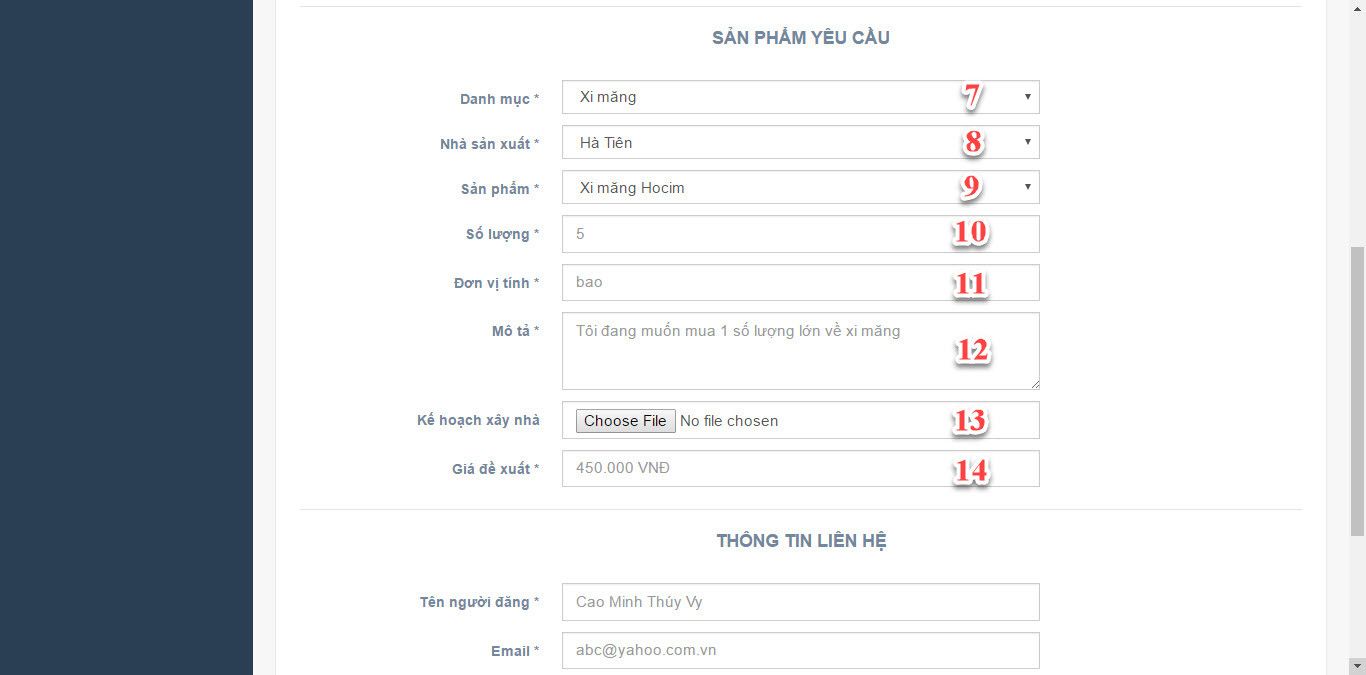 SẢN PHẨM YÊU CẦU
Danh mục * Xi măng 7
Nhà sản xuất * Hà Tiên 8
Sản phẩm * Xi măng Hocim 9
Số lượng * 5 10
Đơn vị tính * bao 11
Mô tả * Tôi đang muốn mua 1 số lượng lớn về xi măng 12
Kế hoạch xây nhà Choose File No file chosen 13
Giá đề xuất * 450.000 VNĐ 14
THÔNG TIN LIÊN HỆ
Tên người đăng * Cao Minh Thúy Vy
Email * abc@yahoo.com.vn